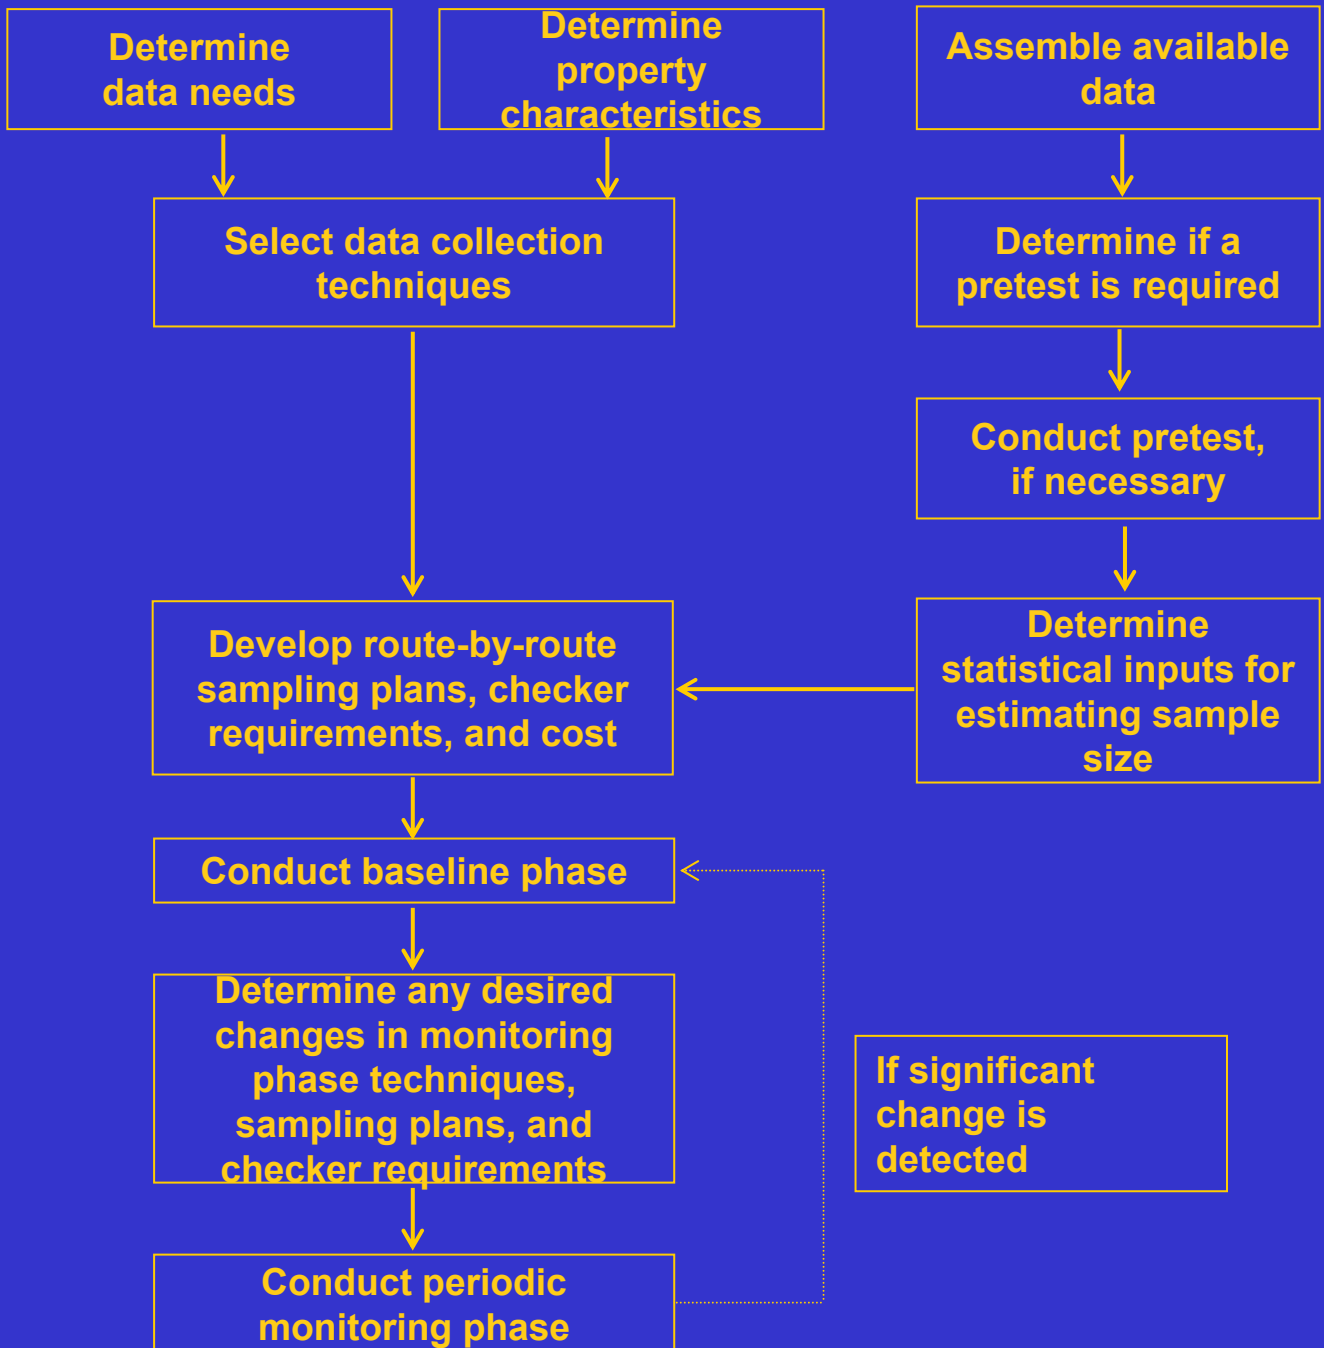 Determine
data needs
Determine
property
characteristics
Assemble available
data
Select data collection
techniques
Determine if a
pretest is required
Conduct pretest,
if necessary
Develop route-by-route
sampling plans, checker
requirements, and cost
Determine
statistical inputs for
estimating sample
size
Conduct baseline phase
Determine any desired
changes in monitoring
phase techniques,
sampling plans, and
checker requirements
If significant
change is
detected
Conduct periodic
monitoring phase